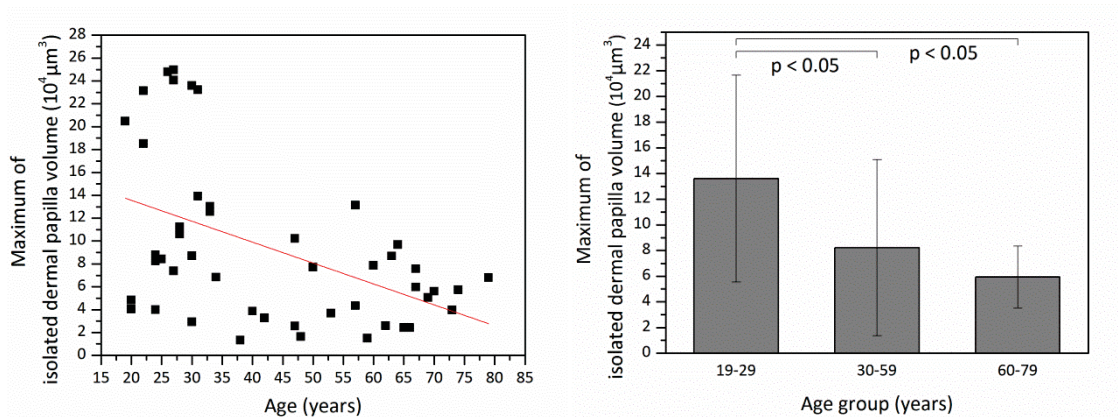 Maximum of
isolated dermal papilla volume (10⁴μm³)
28
26
24
22
20
18
16
14
12
10
8
6
4
2
0
15 20 25 30 35 40 45 50 55 60 65 70 75 80 85
Age (years)
Maximum of
isolated dermal papilla volume (10⁴μm³)
24
22
20
18
16
14
12
10
8
6
4
2
0
p < 0.05
p < 0.05
19-29 30-59 60-79
Age group (years)